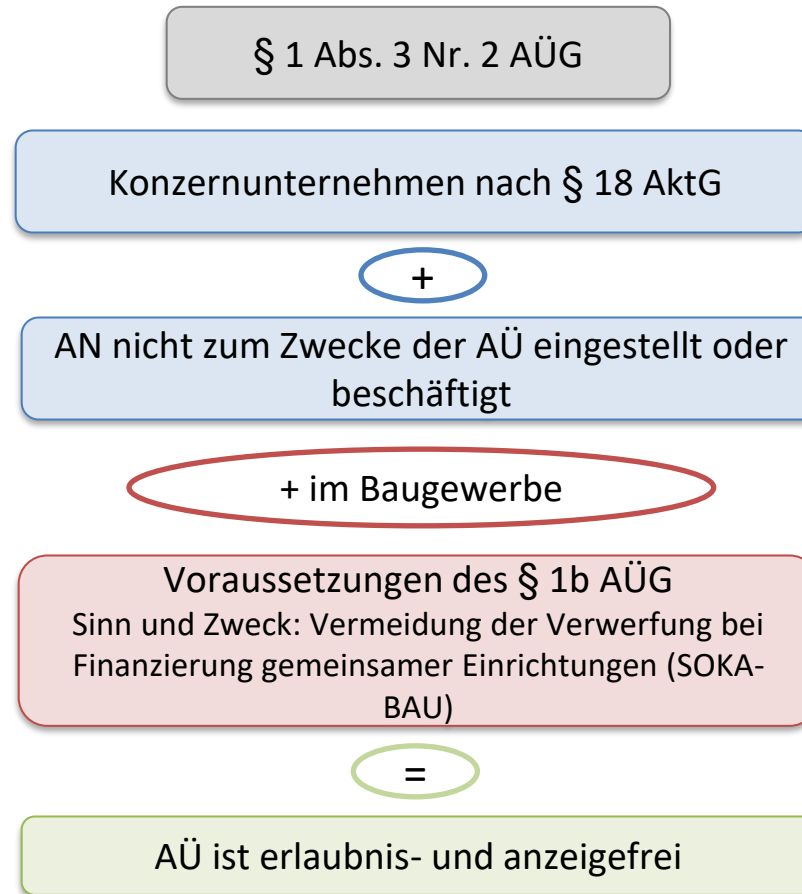 § 1 Abs. 3 Nr. 2 AÜG
Konzernunternehmen nach § 18 AktG
+
AN nicht zum Zwecke der AÜ eingestellt oder
beschäftigt
+ im Baugewerbe
Voraussetzungen des § 1b AÜG
Sinn und Zweck: Vermeidung der Verwerfung bei
Finanzierung gemeinsamer Einrichtungen (SOKA-
BAU)
=
AÜ ist erlaubnis- und anzeigefrei